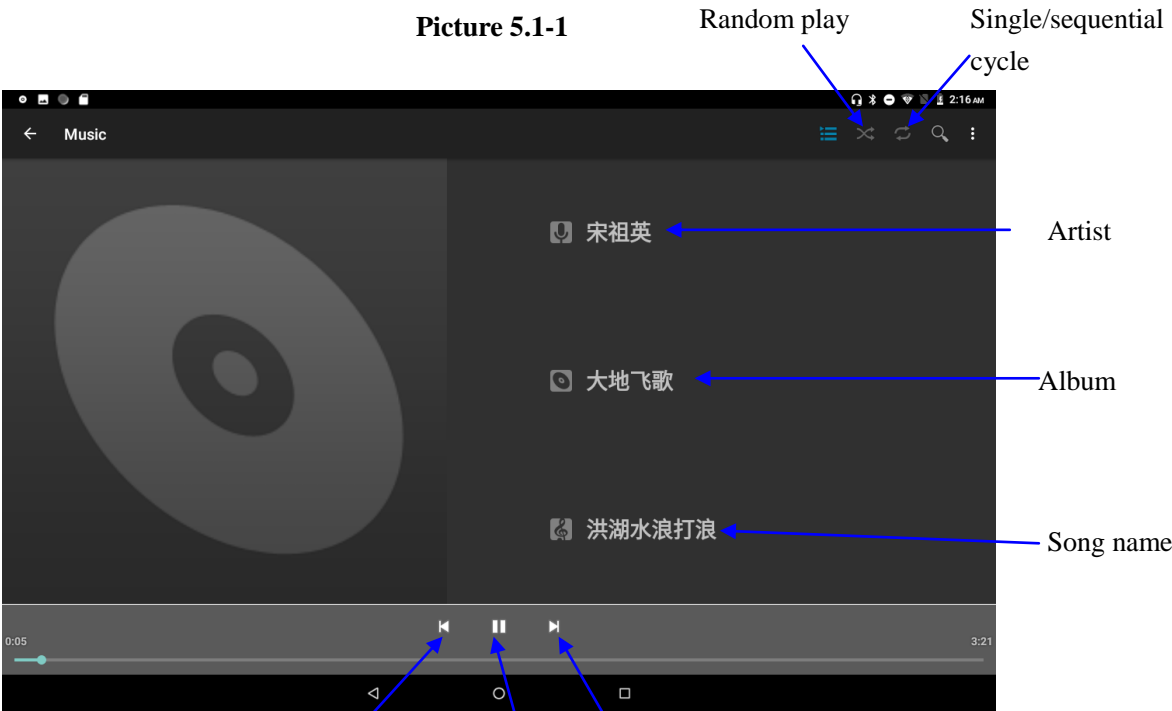 Picture 5.1-1
Random play
Single/sequential
cycle
2:16 AM
Music
宋祖英
Artist
大地飞歌
Album
洪湖水浪打浪
Song name
0:05
3:21